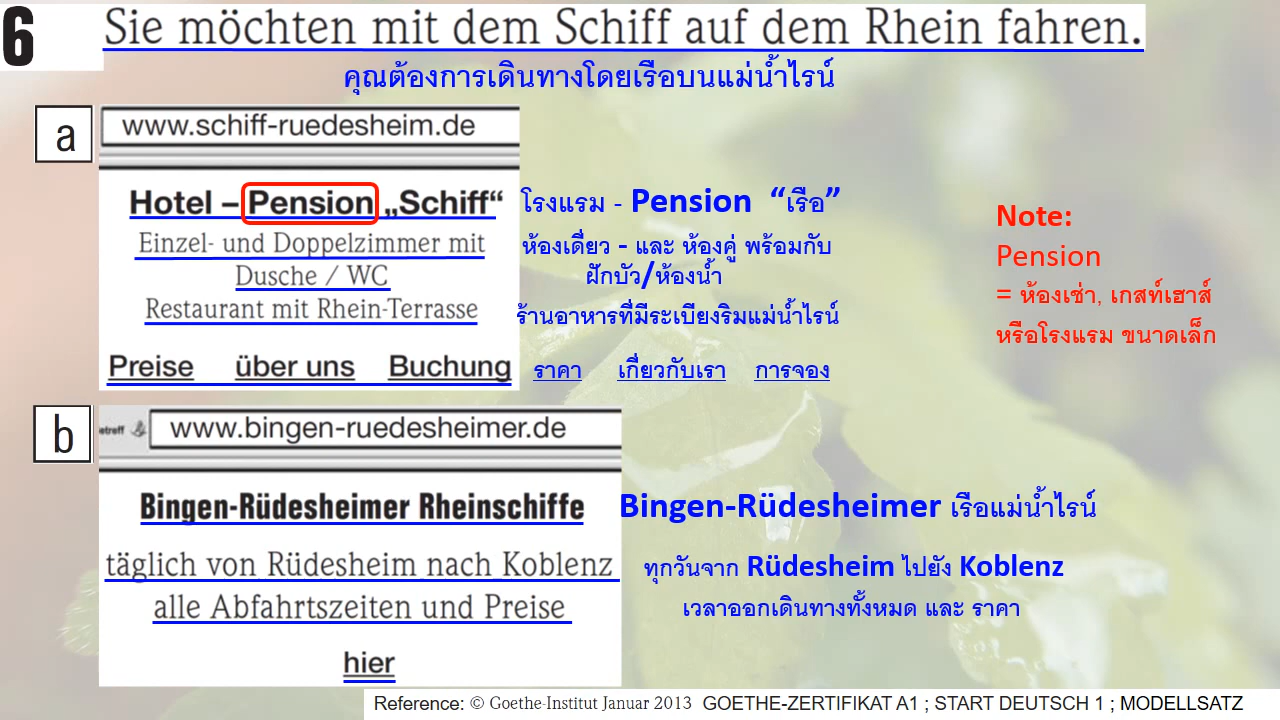 6
Sie möchten mit dem Schiff auf dem Rhein fahren.
คุณต้องการเดินทางโดยเรือบนแม่น้ำไรน์
a
www.schiff-ruedesheim.de
Hotel – Pension „Schiff“
Einzel- und Doppelzimmer mit
Dusche / WC
Restaurant mit Rhein-Terrasse
Preise über uns Buchung
โรงแรม - Pension “เรือ”
ห้องเดี่ยว - และ ห้องคู่ พร้อมกับ
ฝักบัว/ห้องน้ำ
ร้านอาหารที่มีระเบียงริมแม่น้ำไรน์
ราคา เกี่ยวกับเรา การจอง
Note:
Pension
= ห้องเช่า, เกสท์เฮาส์
หรือโรงแรม ขนาดเล็ก
b
etreff
www.bingen-ruedesheimer.de
Bingen-Rüdesheimer Rheinschiffe
täglich von Rüdesheim nach Koblenz
alle Abfahrtszeiten und Preise
hier
Bingen-Rüdesheimer เรือแม่น้ำไรน์
ทุกวันจาก Rüdesheim ไปยัง Koblenz
เวลาออกเดินทางทั้งหมด และ ราคา
Reference: © Goethe-Institut Januar 2013 GOETHE-ZERTIFIKAT A1 ; START DEUTSCH 1 ; MODELLSATZ